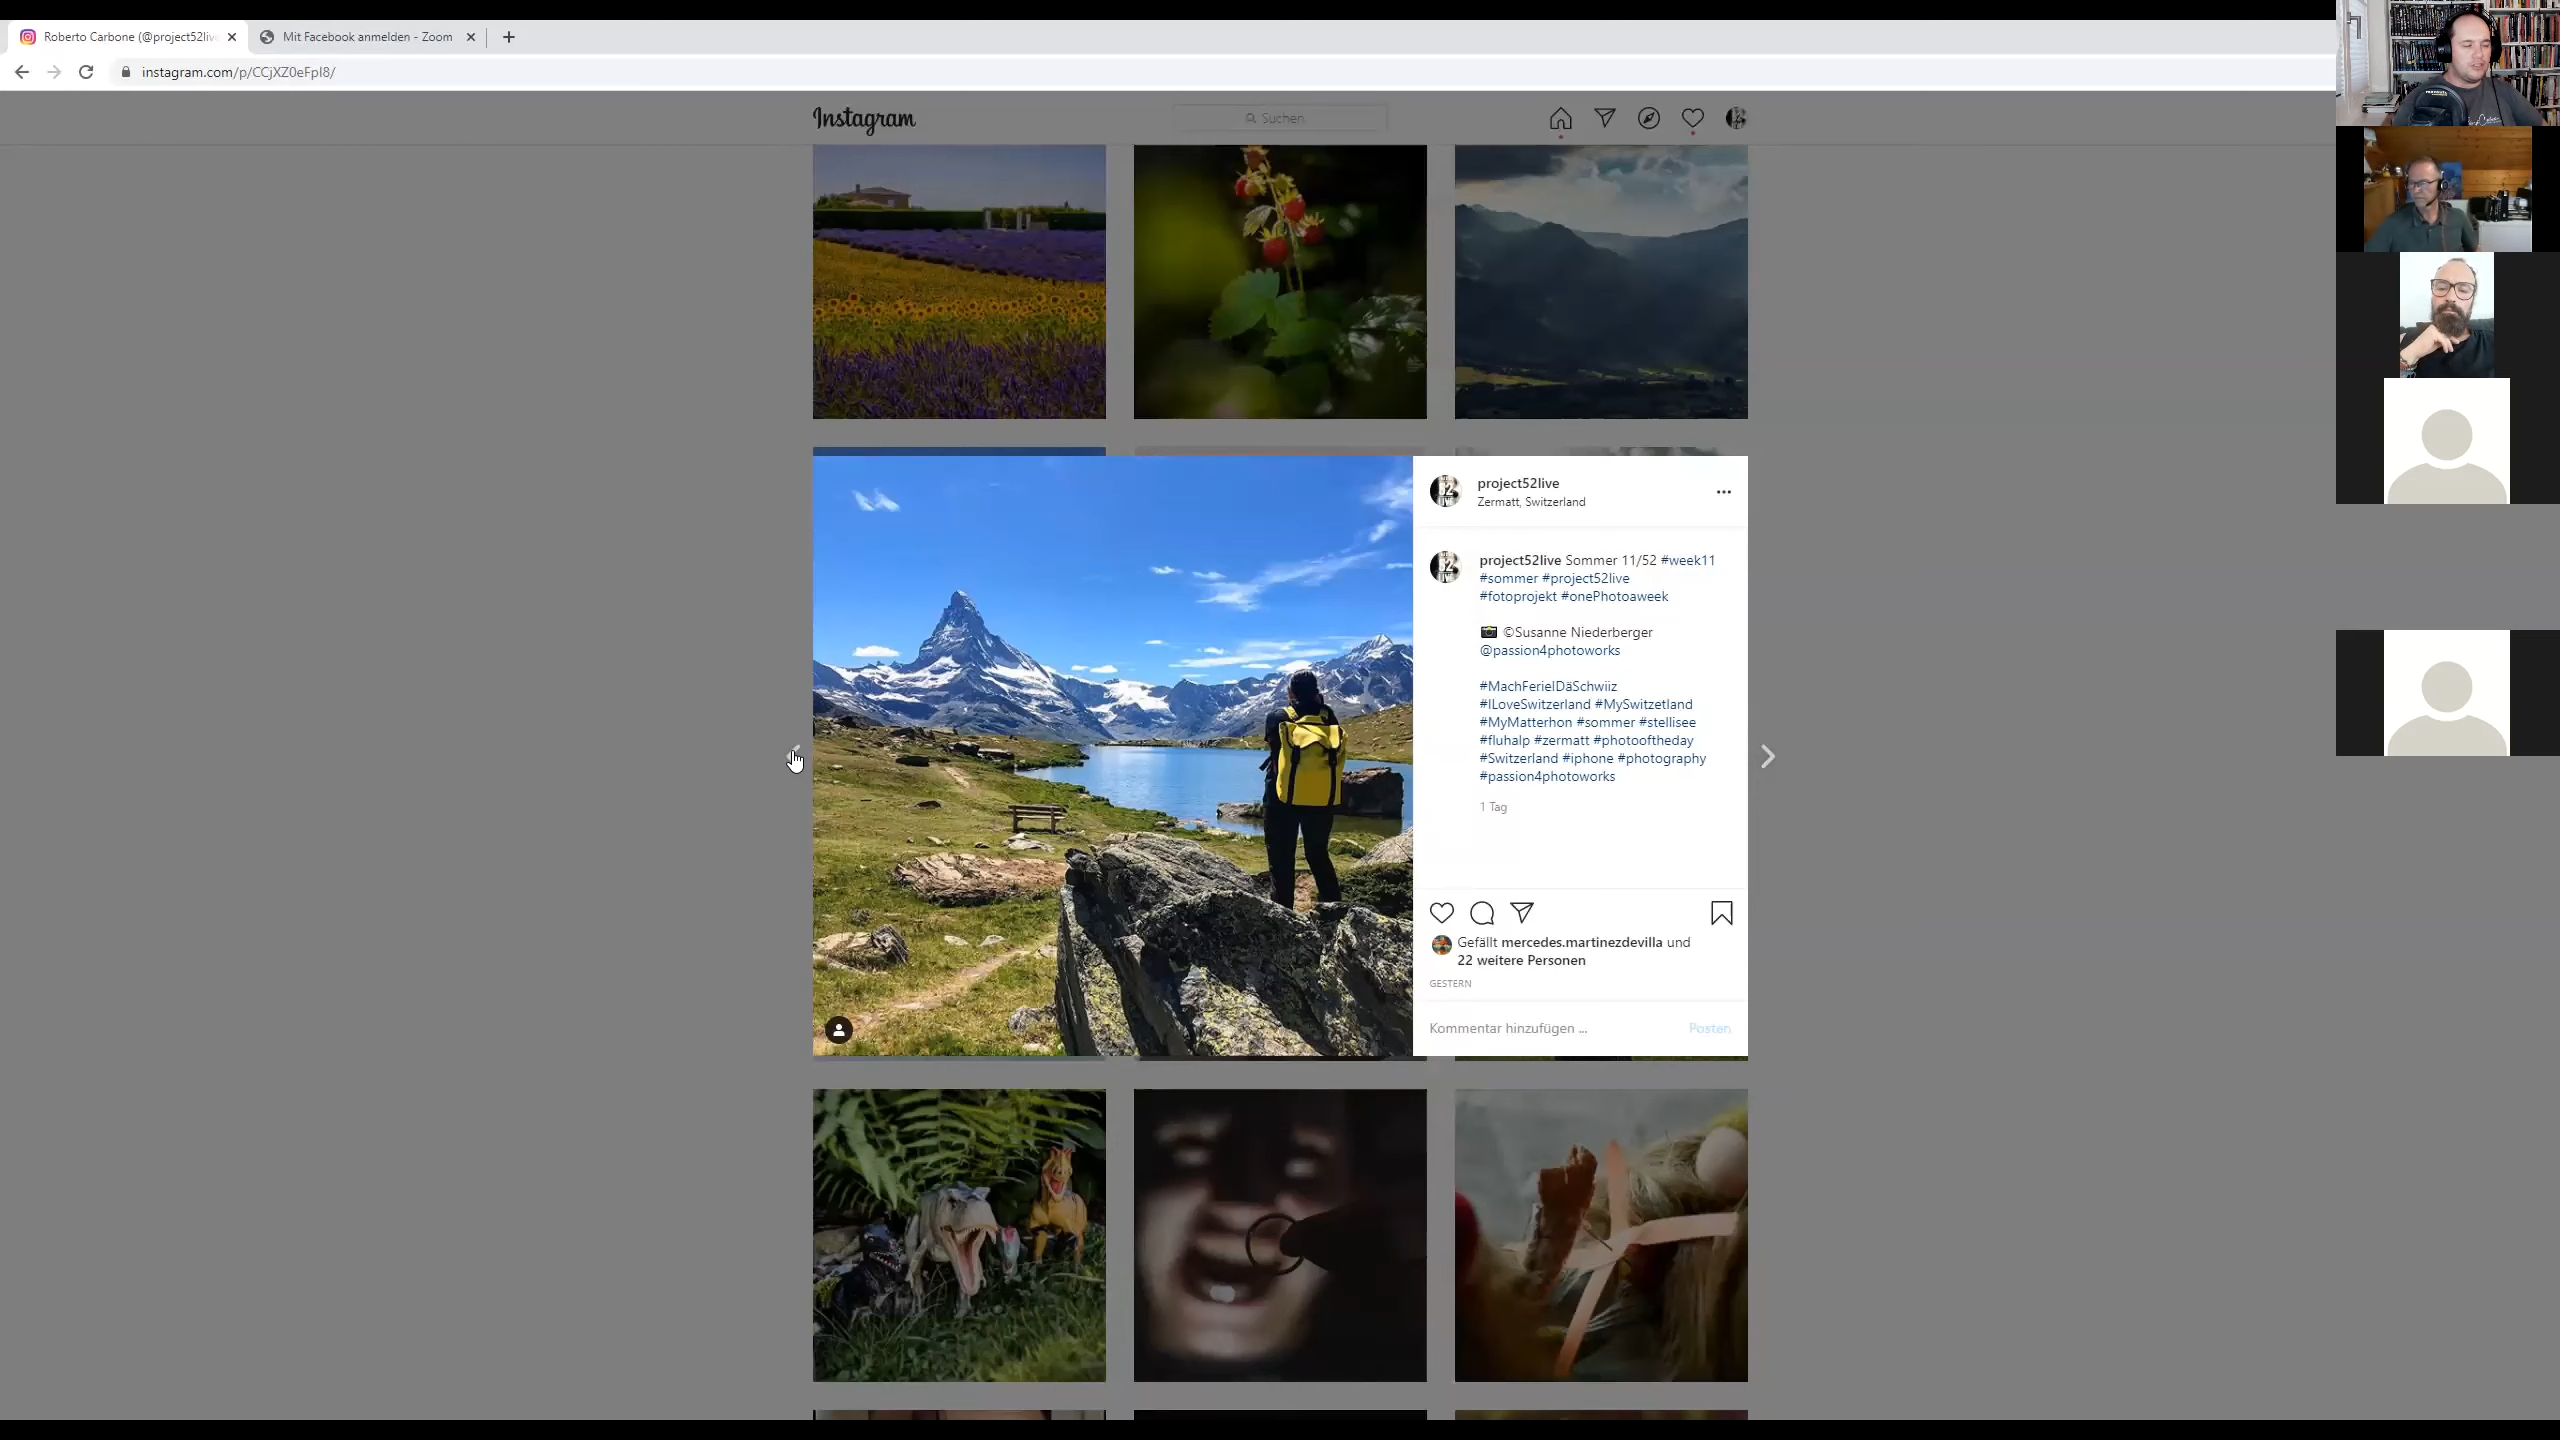 Roberto Carbone (@project52liv
Mit Facebook anmelden - Zoom
instagram.com/p/CCjXZ0eFpI8/
Instagram
Suchen
project52live
Zermatt, Switzerland
project52live Sommer 11/52 #week11
#sommer #project52live
#fotoprojekt #onePhotoaweek
📷 ©Susanne Niederberger
@passion4photoworks
#MachFerieIDäSchwiiz
#ILoveSwitzerland #MySwitzetland
#MyMatterhon #sommer #stellisee
#fluhalp #zermatt #photooftheday
#Switzerland #iphone #photography
#passion4photoworks
1 Tag
Gefällt mercedes.martinezdevilla und
22 weitere Personen
GESTERN
Kommentar hinzufügen ...
Posten